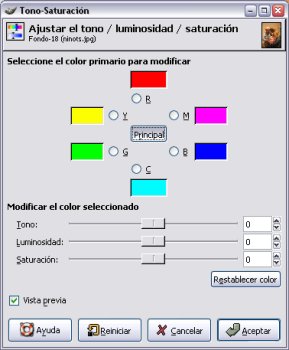 Tono-Saturación
Ajustar el tono / luminosidad / saturación
Fondo-18 (ninots.jpg)
Seleccione el color primario para modificar
R
Y M
Principal
G B
C
Modificar el color seleccionado
Tono: 0
Luminosidad: 0
Saturación: 0
Restablecer color
Vista previa
Ayuda Reiniciar Cancelar Aceptar